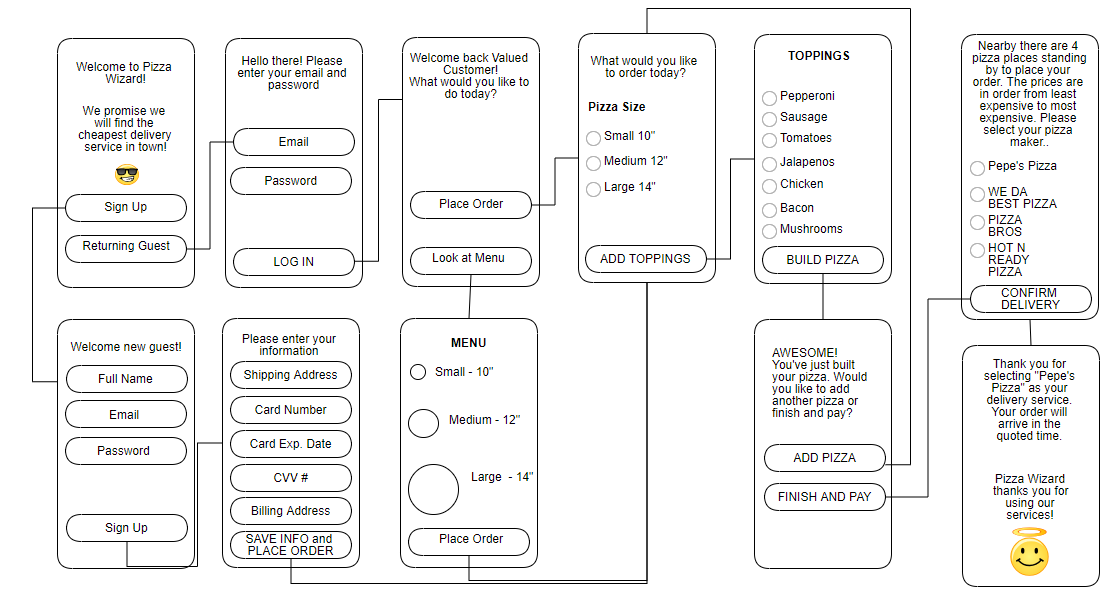 Welcome to Pizza
Wizard!
We promise we
will find the
cheapest delivery
service in town!
Sign Up
Returning Guest
Hello there! Please
enter your email and
password
Email
Password
LOG IN
Welcome back Valued
Customer!
What would you like to
do today?
Place Order
Look at Menu
What would you like
to order today?
Pizza Size
Small 10"
Medium 12"
Large 14"
ADD TOPPINGS
TOPPINGS
Pepperoni
Sausage
Tomatoes
Jalapenos
Chicken
Bacon
Mushrooms
BUILD PIZZA
Nearby there are 4
pizza places standing
by to place your
order. The prices are
in order from least
expensive to most
expensive. Please
select your pizza
maker..
Pepe's Pizza
WE DA
BEST PIZZA
PIZZA
BROS
HOT N
READY
PIZZA
CONFIRM
DELIVERY
Welcome new guest!
Full Name
Email
Password
Sign Up
Please enter your
information
Shipping Address
Card Number
Card Exp. Date
CVV #
Billing Address
SAVE INFO and
PLACE ORDER
MENU
Small - 10"
Medium - 12"
Large - 14"
Place Order
AWESOME!
You've just built
your pizza. Would
you like to add
another pizza or
finish and pay?
ADD PIZZA
FINISH AND PAY
Thank you for
selecting "Pepe's
Pizza" as your
delivery service.
Your order will
arrive in the
quoted time.
Pizza Wizard
thanks you for
using our
services!